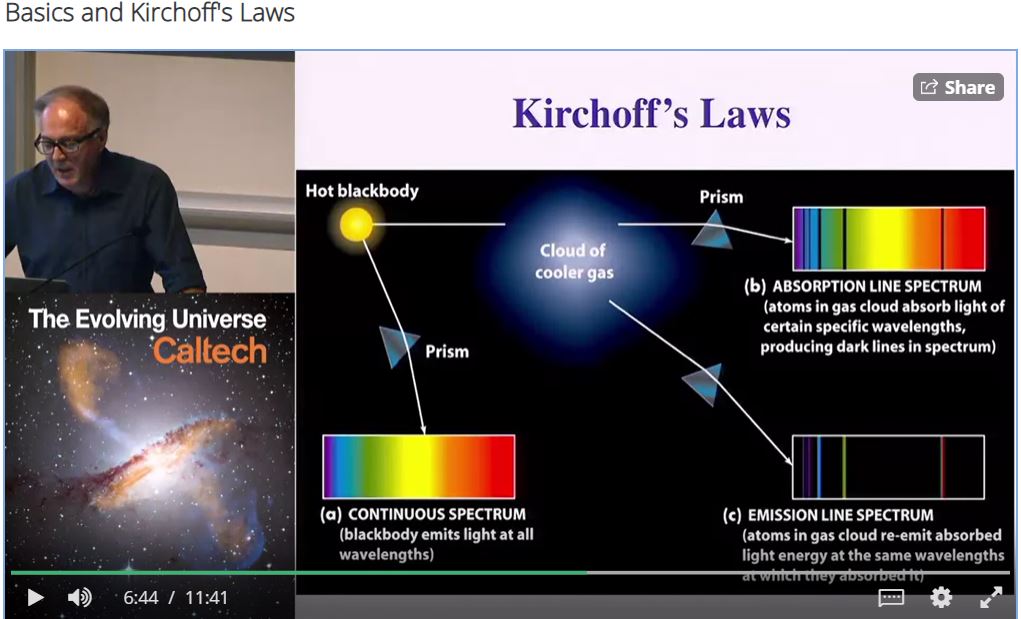 Basics and Kirchoff's Laws
Share
Kirchoff's Laws
Hot blackbody
Prism
Cloud of
cooler gas
(b) ABSORPTION LINE SPECTRUM
(atoms in gas cloud absorb light of
certain specific wavelengths,
producing dark lines in spectrum)
The Evolving Universe
Caltech
Prism
(a) CONTINUOUS SPECTRUM
(blackbody emits light at all
wavelengths)
(c) EMISSION LINE SPECTRUM
(atoms in gas cloud re-emit absorbed
light energy at the same wavelengths
at which they absorbed it)
6:44 / 11:41